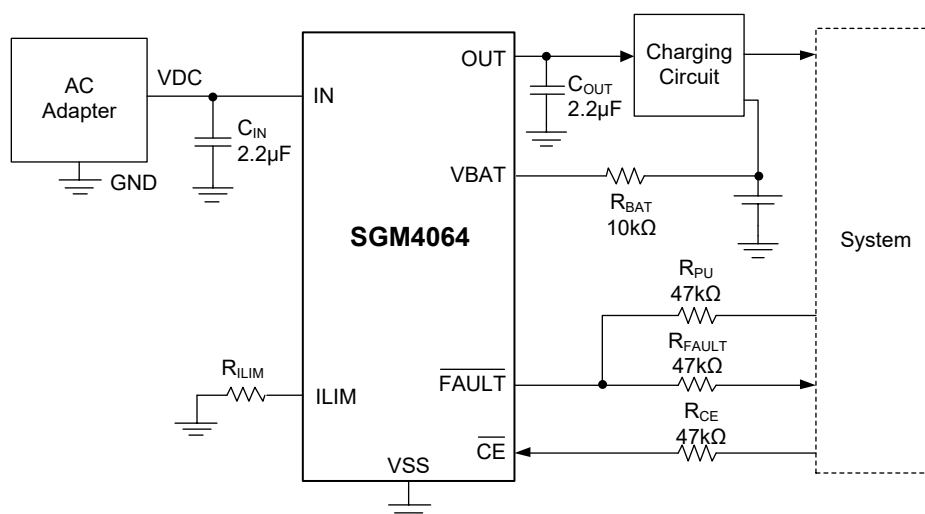 AC
Adapter
VDC
GND
C_IN
2.2µF
IN
OUT
C_OUT
2.2µF
Charging
Circuit
VBAT
R_BAT
10kΩ
SGM4064
System
R_PU
47kΩ
R_FAULT
47kΩ
R_CE
47kΩ
R_ILIM
ILIM
FAULT
CE
VSS